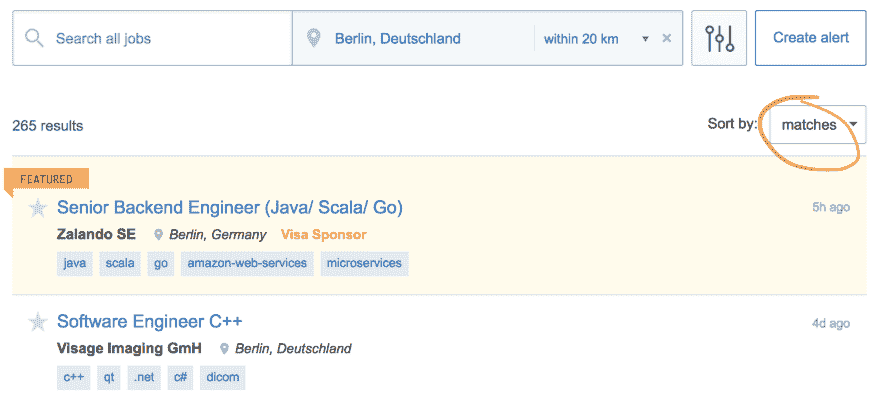 Search all jobs Berlin, Deutschland within 20 km Create alert
265 results Sort by: matches
FEATURED
Senior Backend Engineer (Java/ Scala/ Go) 5h ago
Zalando SE Berlin, Germany Visa Sponsor
java scala go amazon-web-services microservices
Software Engineer C++ 4d ago
Visage Imaging GmH Berlin, Deutschland
c++ qt .net c# dicom